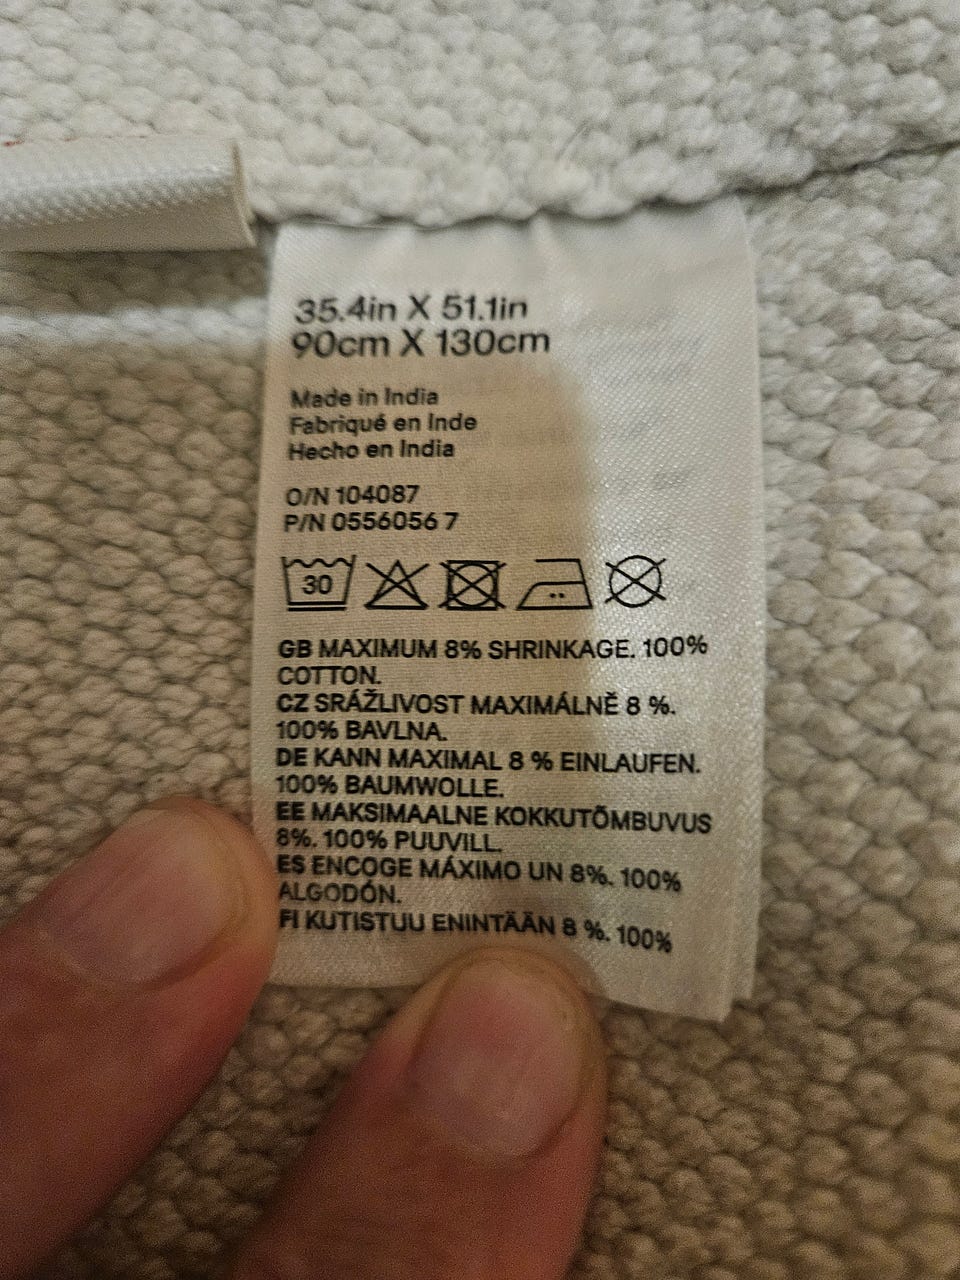 35.4in X 51.1in
90cm X 130cm
Made in India
Fabriqué en Inde
Hecho en India
O/N 104087
P/N 0556056 7
30
GB MAXIMUM 8% SHRINKAGE. 100%
COTTON.
CZ SRÁŽLIVOST MAXIMÁLNĚ 8 %.
100% BAVLNA.
DE KANN MAXIMAL 8 % EINLAUFEN.
100% BAUMWOLLE.
EE MAKSIMAALNE KOKKUTÕMBUVUS
8%. 100% PUUVILL.
ES ENCOGE MÁXIMO UN 8%. 100%
ALGODÓN.
FI KUTISTUU ENINTÄÄN 8 %. 100%